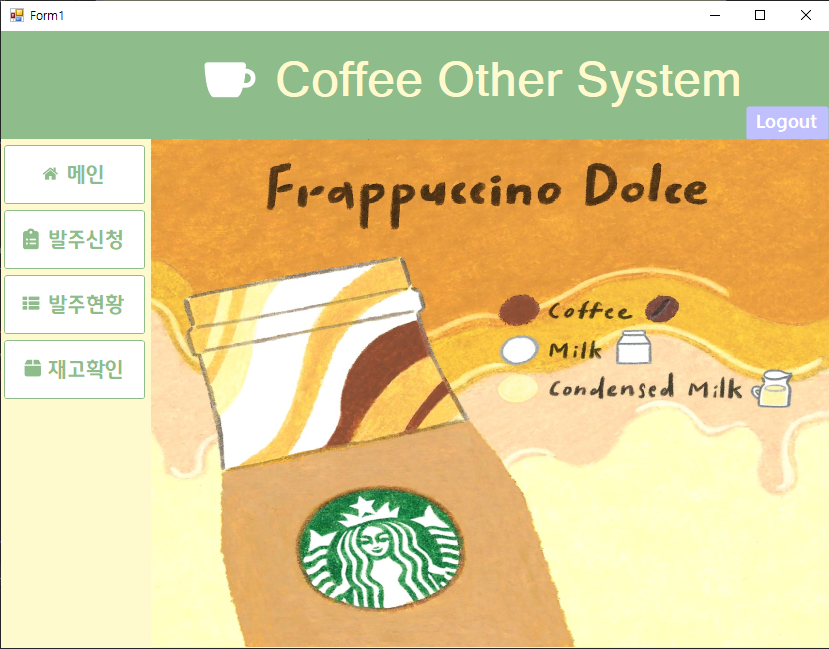 Form1
Coffee Other System
Logout
메인
발주신청
발주현황
재고확인
Frappuccino Dolce
Coffee
Milk
Condensed Milk